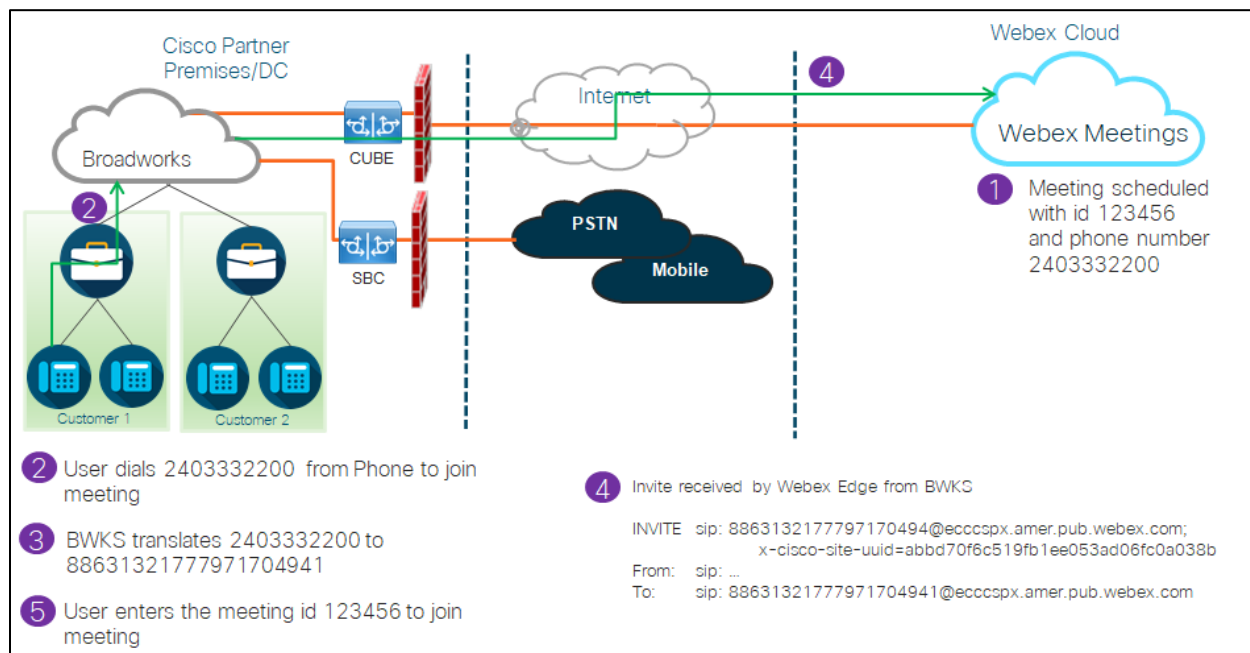 Cisco Partner
Premises/DC
Webex Cloud
4
Internet
Broadworks
CUBE
Webex Meetings
2
1 Meeting scheduled
with id 123456
and phone number
2403332200
PSTN
SBC
Mobile
Customer 1
Customer 2
2 User dials 2403332200 from Phone to join
meeting
3 BWKS translates 2403332200 to
88631321777971704941
5 User enters the meeting id 123456 to join
meeting
4 Invite received by Webex Edge from BWKS
INVITE sip: 8863132177797170494@ecccspx.amer.pub.webex.com;
x-cisco-site-uuid=abbd70f6c519fb1ee053ad06fc0a038b
From: sip: ...
To: sip: 88631321777971704941@ecccspx.amer.pub.webex.com